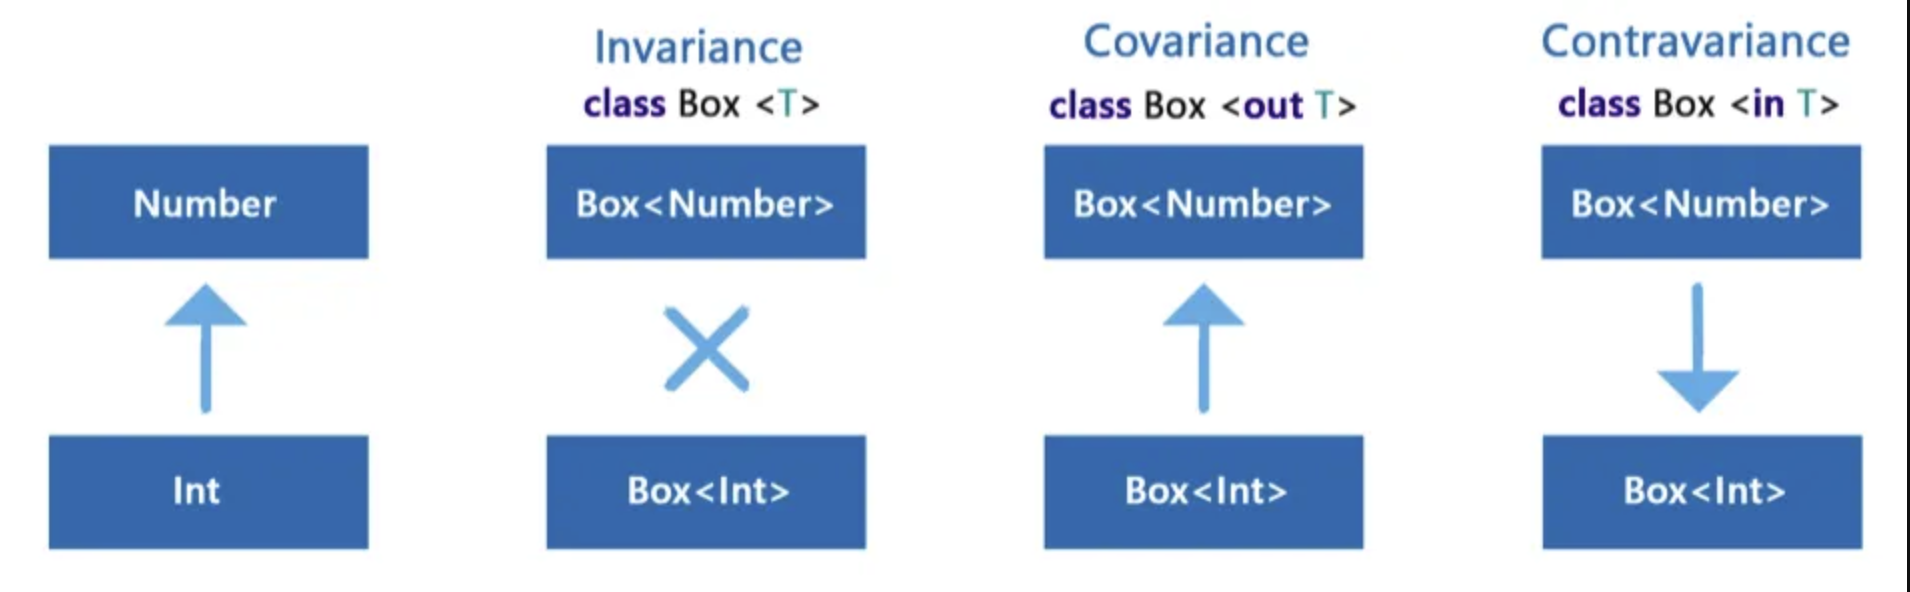 Number
Int
Invariance
class Box <T>
Box<Number>
Box<Int>
Covariance
class Box <out T>
Box<Number>
Box<Int>
Contravariance
class Box <in T>
Box<Number>
Box<Int>